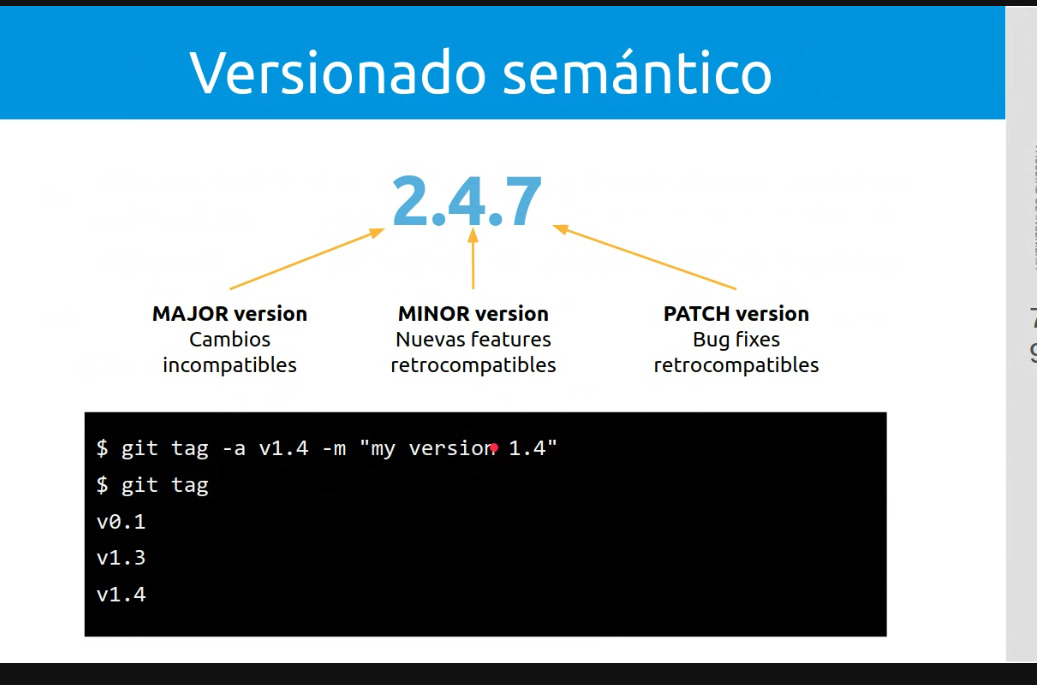 Versionado semántico
2.4.7
MAJOR version
Cambios
incompatibles
MINOR version
Nuevas features
retrocompatibles
PATCH version
Bug fixes
retrocompatibles
$ git tag -a v1.4 -m "my version 1.4"
$ git tag
v0.1
v1.3
v1.4